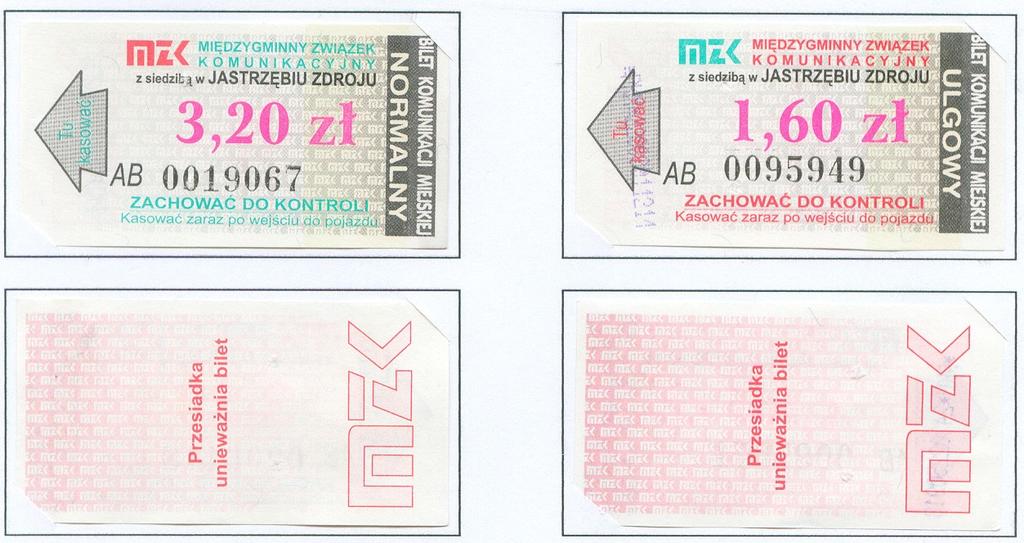 MZK MIĘDZYGMINNY ZWIĄZEK
KOMUNIKACYJNY
z siedzibą w JASTRZĘBIU ZDROJU
3,20 zł
Tu
kasować
AB 0019067
ZACHOWAĆ DO KONTROLI
Kasować zaraz po wejściu do pojazdu
NORMALNY
BILET KOMUNIKACJI MIEJSKIEJ
MZK MIĘDZYGMINNY ZWIĄZEK
KOMUNIKACYJNY
z siedzibą w JASTRZĘBIU ZDROJU
1,60 zł
Tu
kasować
AB 0095949
ZACHOWAĆ DO KONTROLI
Kasować zaraz po wejściu do pojazdu
ULGOWY
BILET KOMUNIKACJI MIEJSKIEJ
Przesiadka
unieważnia bilet
MZK
Przesiadka
unieważnia bilet
MZK